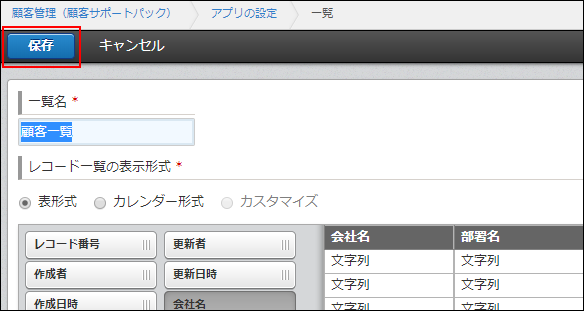 顧客管理（顧客サポートパック） アプリの設定 一覧
保存 キャンセル
一覧名 *
顧客一覧
レコード一覧の表示形式 *
表形式 カレンダー形式 カスタマイズ
レコード番号 更新者 会社名 部署名
作成者 更新日時 文字列 文字列
作成日時 会社名 文字列 文字列
文字列 文字列